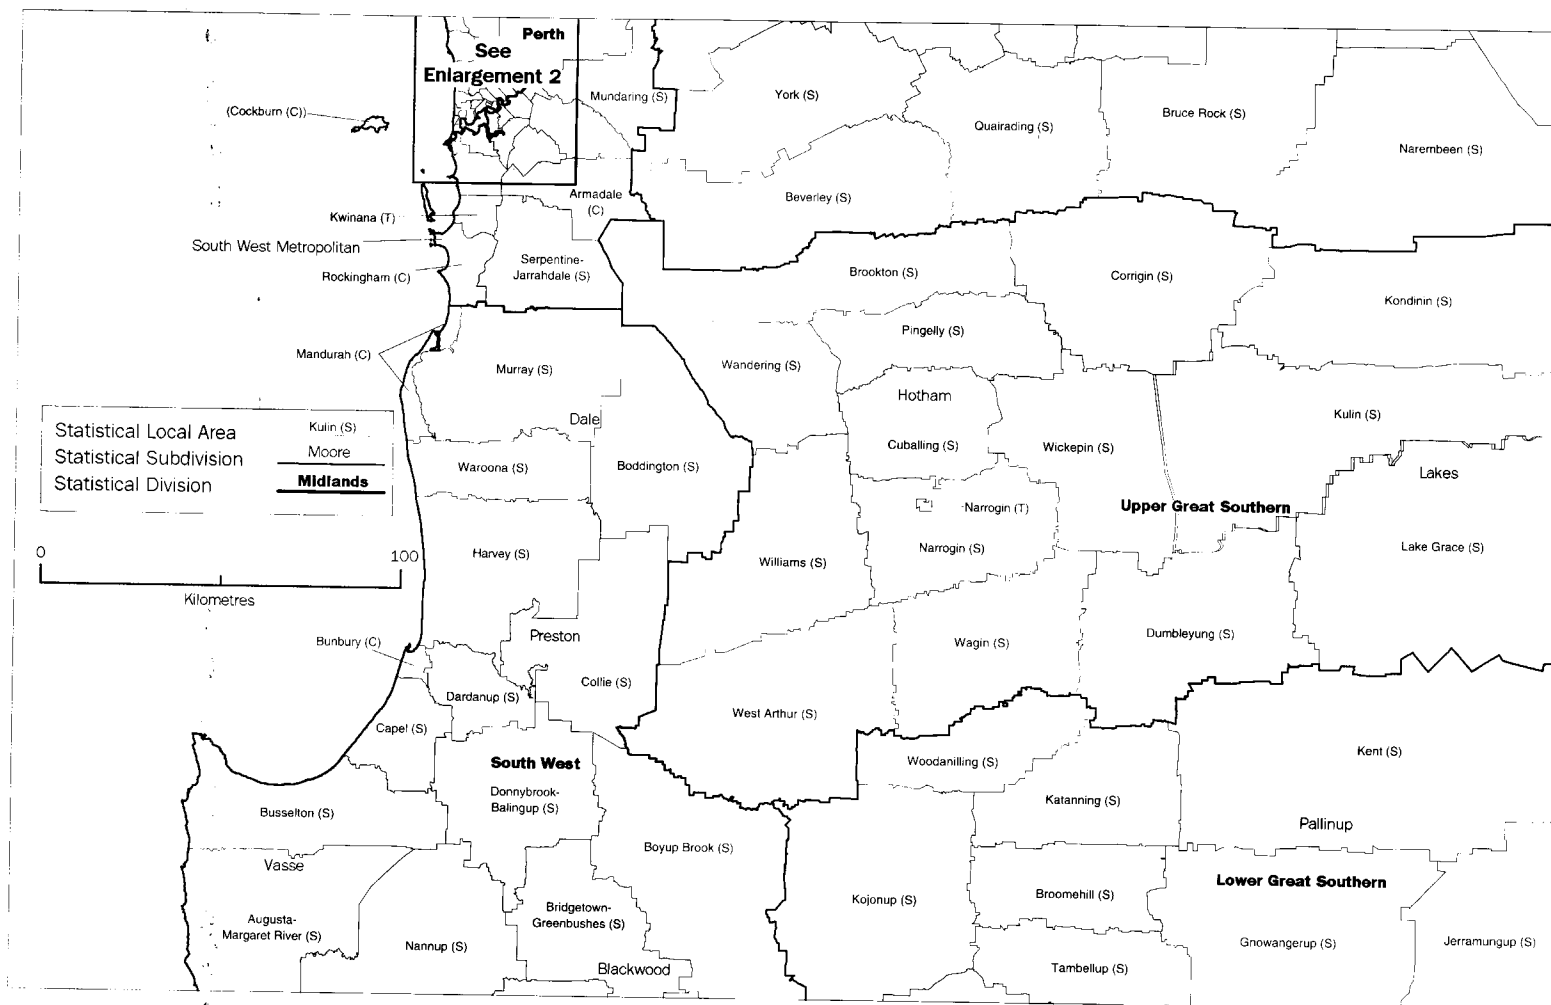 Perth
See
Enlargement 2
(Cockburn (C))
Mundaring (S)
York (S)
Quairading (S)
Bruce Rock (S)
Narembeen (S)
Beverley (S)
Armadale
(C)
Kwinana (T)
South West Metropolitan
Rockingham (C)
Serpentine-
Jarrahdale (S)
Brookton (S)
Corrigin (S)
Kondinin (S)
Pingelly (S)
Mandurah (C)
Murray (S)
Wandering (S)
Hotham
Dale
Kulin (S)
Cuballing (S)
Wickepin (S)
Statistical Local Area
Kulin (S)
Statistical Subdivision
Moore
Statistical Division
Midlands
Waroona (S)
Boddington (S)
Lakes
Upper Great Southern
Narrogin (T)
Narrogin (S)
Lake Grace (S)
Harvey (S)
Williams (S)
0
100
Kilometres
Bunbury (C)
Preston
Wagin (S)
Dumbleyung (S)
Collie (S)
Dardanup (S)
West Arthur (S)
Capel (S)
Kent (S)
South West
Woodanilling (S)
Donnybrook-
Balingup (S)
Katanning (S)
Busselton (S)
Pallinup
Boyup Brook (S)
Vasse
Lower Great Southern
Kojonup (S)
Broomehill (S)
Augusta-
Margaret River (S)
Bridgetown-
Greenbushes (S)
Nannup (S)
Gnowangerup (S)
Jerramungup (S)
Blackwood
Tambellup (S)